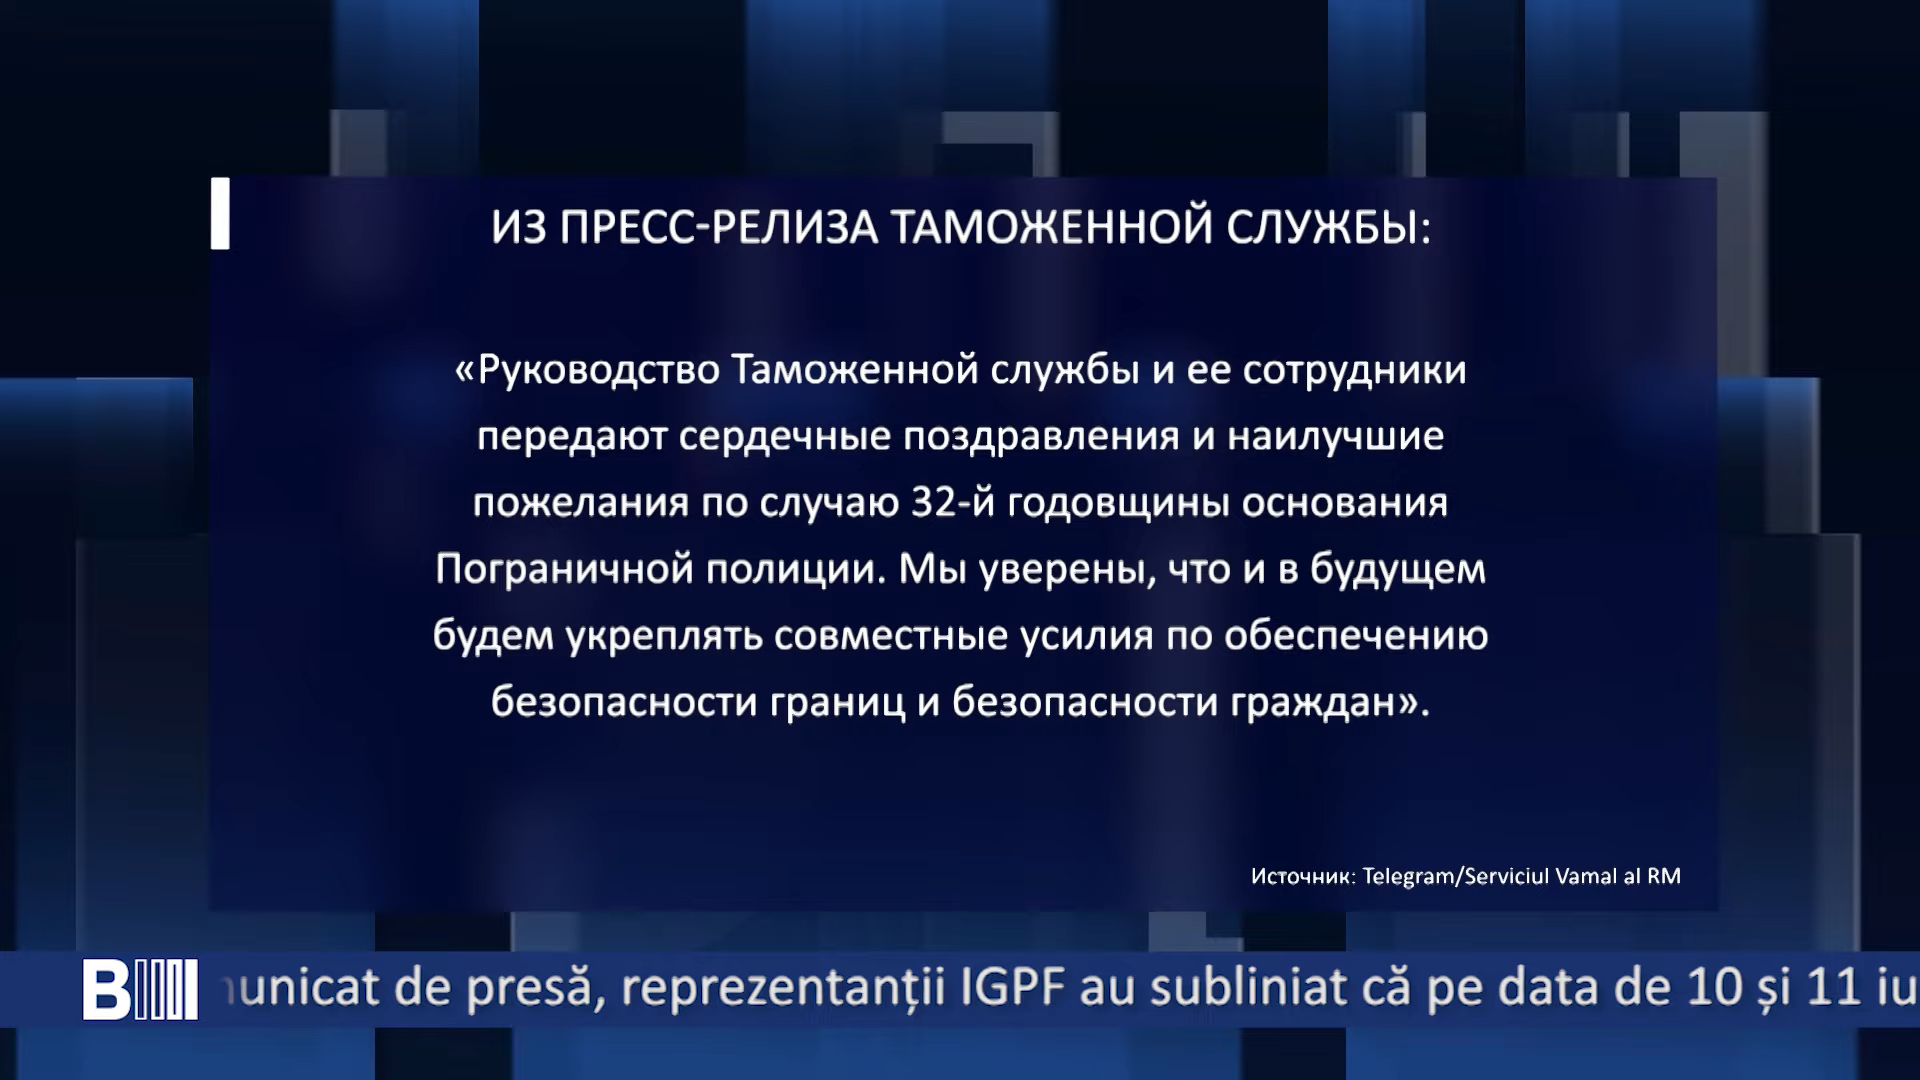 ИЗ ПРЕСС-РЕЛИЗА ТАМОЖЕННОЙ СЛУЖБЫ:
«Руководство Таможенной службы и ее сотрудники
передают сердечные поздравления и наилучшие
пожелания по случаю 32-й годовщины основания
Пограничной полиции. Мы уверены, что и в будущем
будем укреплять совместные усилия по обеспечению
безопасности границ и безопасности граждан».
Источник: Telegram/Serviciul Vamal al RM
de presă, reprezentanții IGPF au subliniat că pe data de 10 și 11